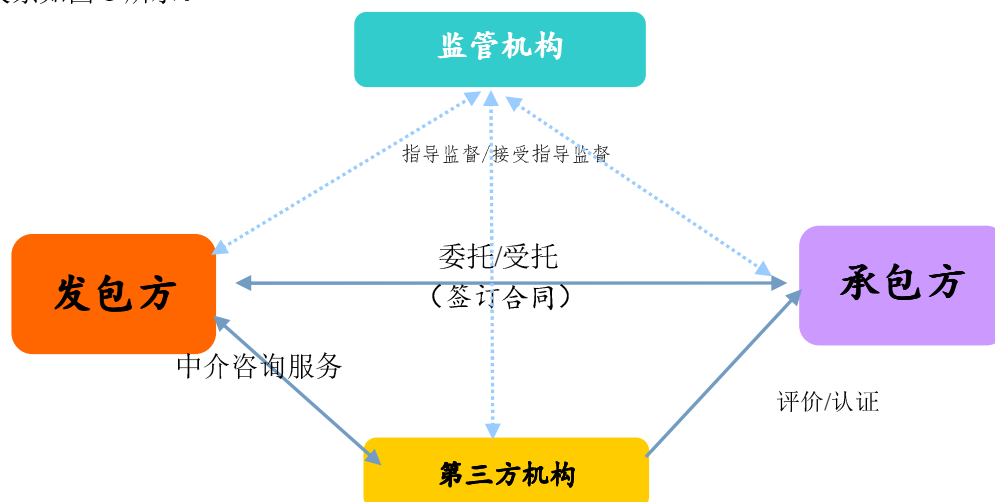 监管机构
指导监督/接受指导监督
委托/受托
(签订合同)
发包方
承包方
中介咨询服务
评价/认证
第三方机构